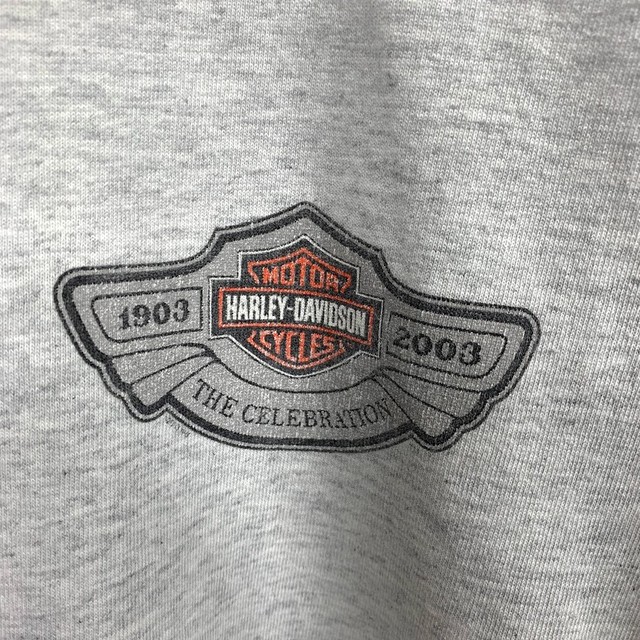 MOTOR
1903 HARLEY-DAVIDSON 2003
CYCLES
THE CELEBRATION